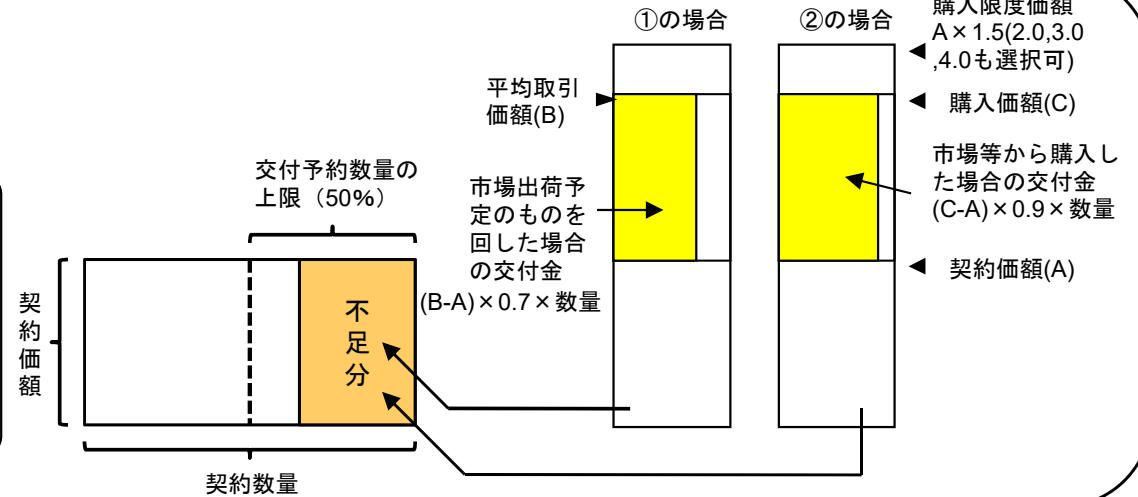 ①の場合
②の場合
購入限度価額
A×1.5(2.0,3.0
,4.0も選択可)
平均取引
価額(B)
購入価額(C)
交付予約数量の
上限（50%）
市場出荷予
定のものを
回した場合
の交付金
(B-A)×0.7×数量
市場等から購入し
た場合の交付金
(C-A)×0.9×数量
契約価額(A)
契
約
価
額
不
足
分
契約数量